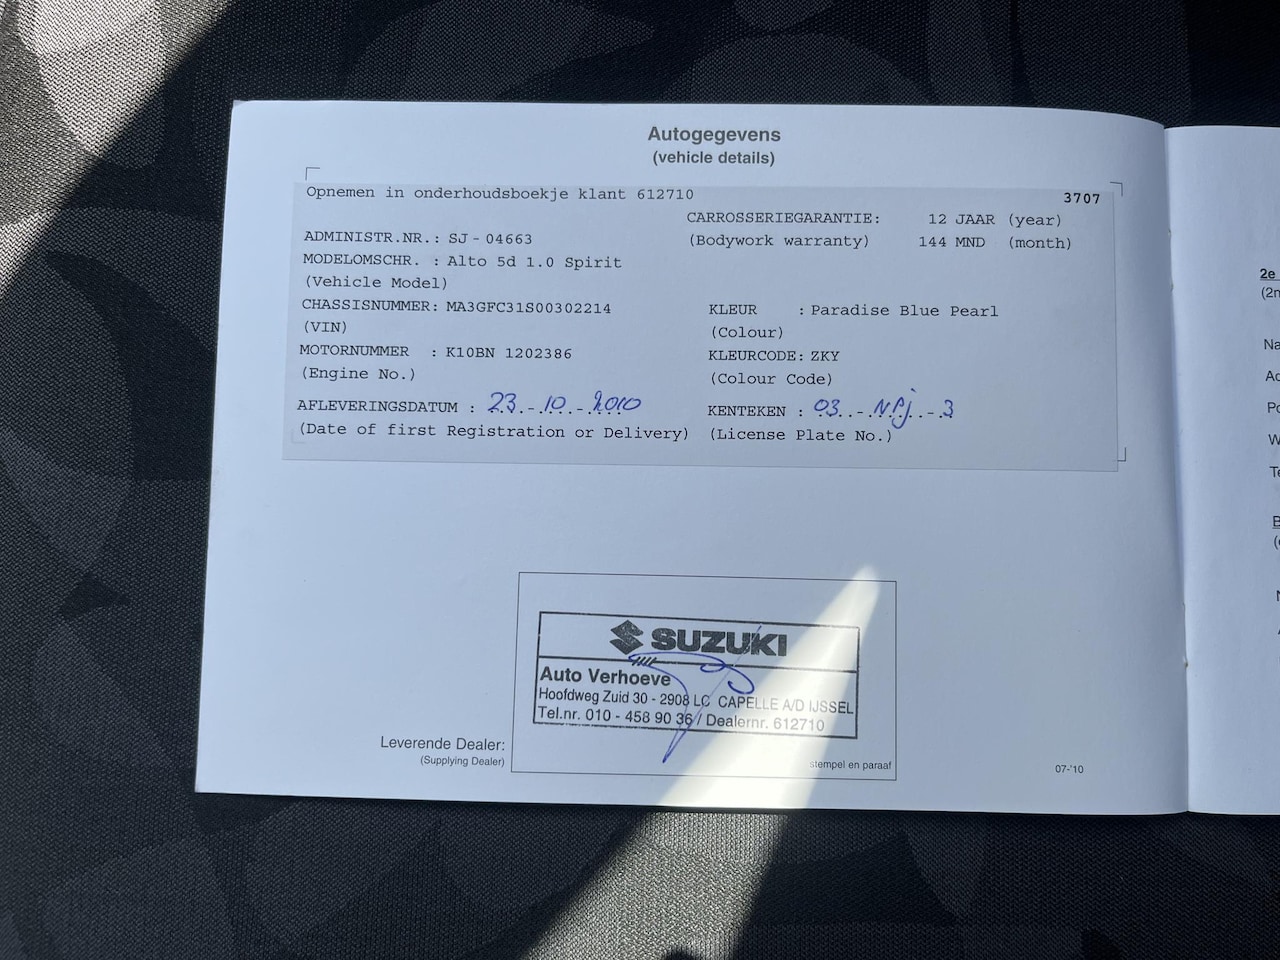 Autogegevens
(vehicle details)
Opnemen in onderhoudsboekje klant 612710
3707
CARROSSERIEGARANTIE: 12 JAAR (year)
(Bodywork warranty) 144 MND (month)
ADMINISTR.NR.: SJ - 04663
MODELOMSCHR. : Alto 5d 1.0 Spirit
(Vehicle Model)
CHASSISNUMMER: MA3GFC31S00302214
(VIN)
MOTORNUMMER : K10BN 1202386
(Engine No.)
AFLEVERINGSDATUM : 23-10-2010
(Date of first Registration or Delivery)
KLEUR : Paradise Blue Pearl
(Colour)
KLEURCODE: ZKY
(Colour Code)
KENTEKEN : 03-NPJ-3
(License Plate No.)
SUZUKI
Auto Verhoeve
Hoofdweg Zuid 30 - 2908 LC CAPELLE A/D IJSSEL
Tel.nr. 010 - 458 90 36 / Dealernr. 612710
Leverende Dealer:
(Supplying Dealer)
stempel en paraaf
07-'10
2e